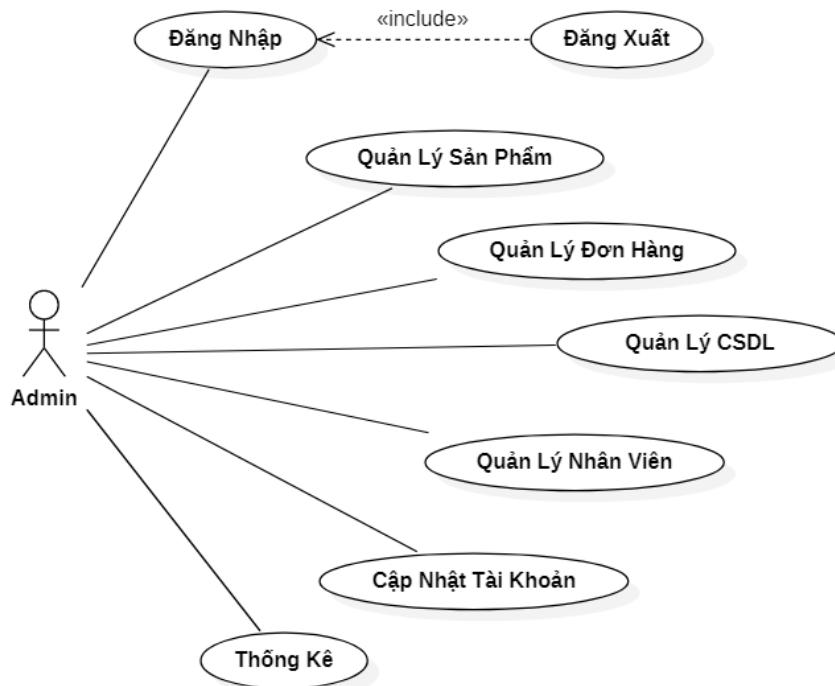 «include»
Đăng Nhập
Đăng Xuất
Quản Lý Sản Phẩm
Quản Lý Đơn Hàng
Quản Lý CSDL
Admin
Quản Lý Nhân Viên
Cập Nhật Tài Khoản
Thống Kê